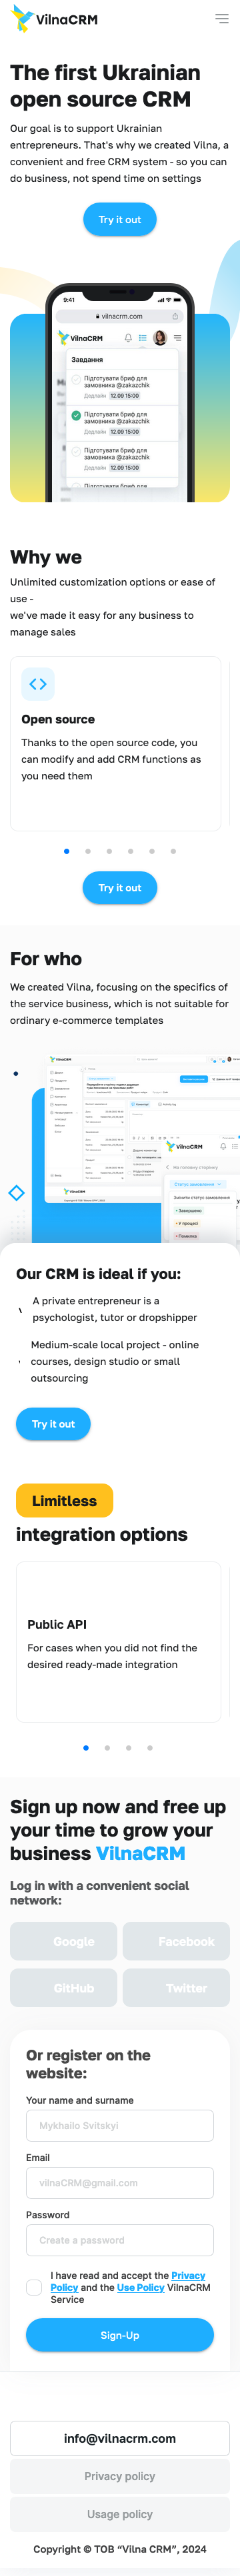 VilnaCRM
The first Ukrainian
open source CRM
Our goal is to support Ukrainian
entrepreneurs. That's why we created Vilna, a
convenient and free CRM system - so you can
do business, not spend time on settings
Try it out
9:41
vilnacrm.com
VilnaCRM
Завдання
Підготувати бриф для
замовника @zakazchik
Дедлайн 12.09 15:00
Підготувати бриф для
замовника @zakazchik
Дедлайн 12.09 15:00
Підготувати бриф для
замовника @zakazchik
Дедлайн 12.09 15:00
Підготувати бриф для
Why we
Unlimited customization options or ease of
use -
we've made it easy for any business to
manage sales
Open source
Thanks to the open source code, you
can modify and add CRM functions as
you need them
Try it out
For who
We created Vilna, focusing on the specifics of
the service business, which is not suitable for
ordinary e-commerce templates
VilnaCRM
VilnaCRM
На головну сторінку
Статус замовлення
Змінити статус замовлення
Завершено
У процесі
Помилка
VilnaCRM
Our CRM is ideal if you:
A private entrepreneur is a
psychologist, tutor or dropshipper
Medium-scale local project - online
courses, design studio or small
outsourcing
Try it out
Limitless
integration options
Public API
For cases when you did not find the
desired ready-made integration
Sign up now and free up
your time to grow your
business VilnaCRM
Log in with a convenient social
network:
Google
Facebook
GitHub
Twitter
Or register on the
website:
Your name and surname
Mykhailo Svitskyi
Email
vilnaCRM@gmail.com
Password
Create a password
I have read and accept the Privacy
Policy and the Use Policy VilnaCRM
Service
Sign-Up
info@vilnacrm.com
Privacy policy
Usage policy
Copyright © ТОВ “Vilna CRM”, 2024